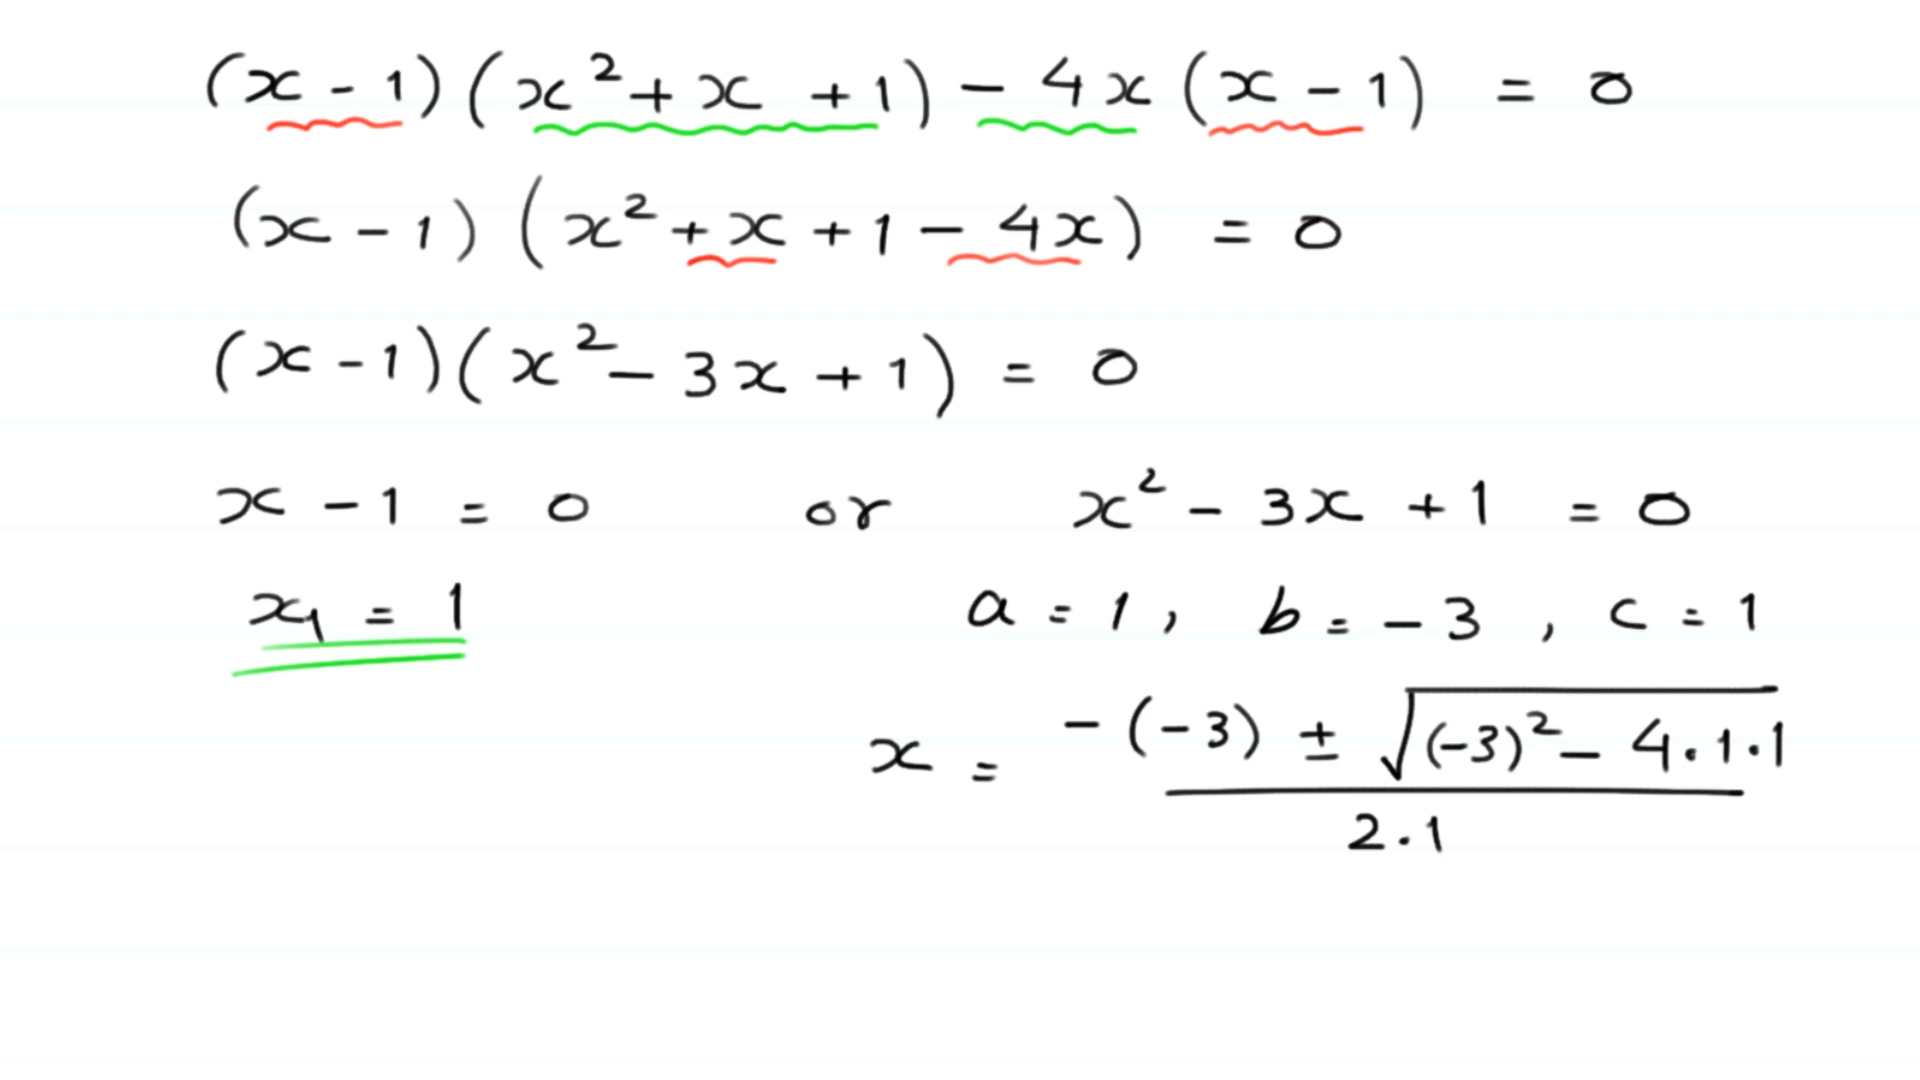 (x - 1) (x² + x + 1) - 4x (x - 1) = 0
(x - 1) (x² + x + 1 - 4x) = 0
(x - 1) (x² - 3x + 1) = 0
x - 1 = 0 or x² - 3x + 1 = 0
x₁ = 1 a = 1, b = -3, c = 1
x = (-(-3) ± √((-3)² - 4·1·1)) / (2·1)